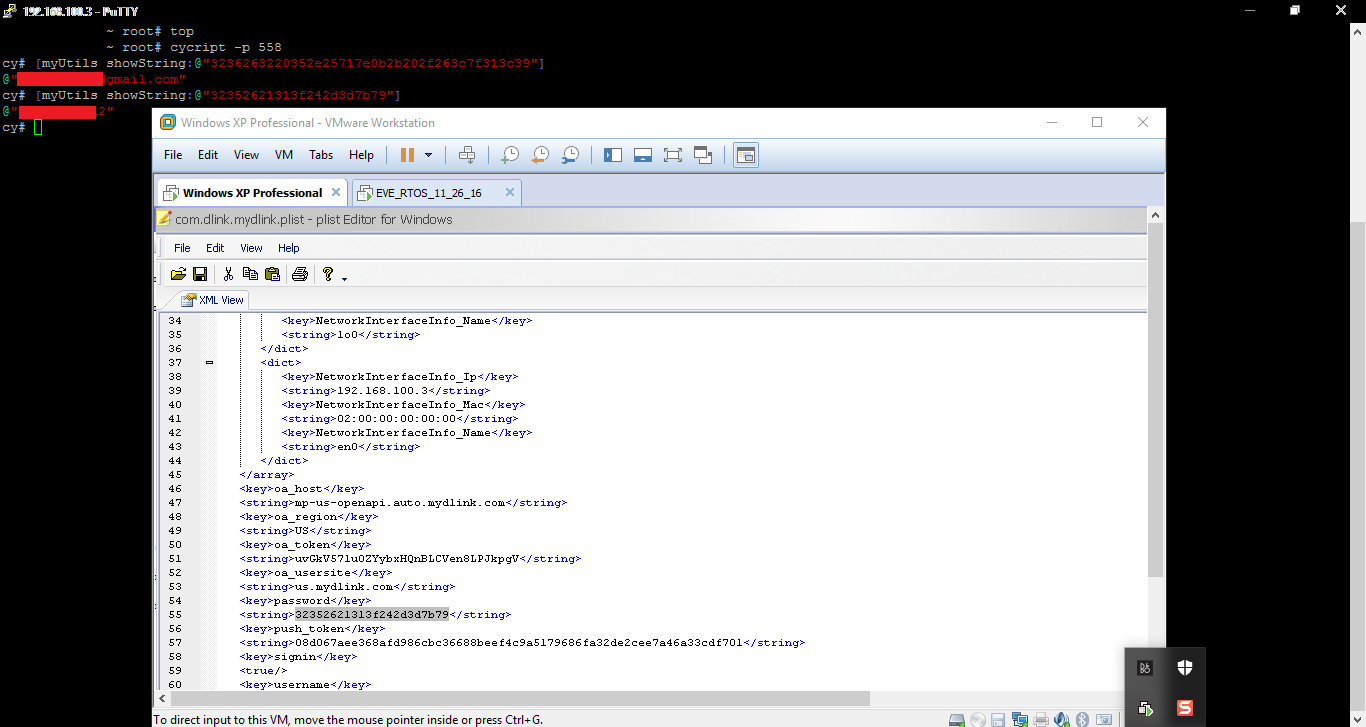 192.168.100.3 - PuTTY
~ root# top
~ root# cycript -p 558
cy# [myUtils showString:@"3236263220352e25717e0b2b202f263c7f313c39"]
@"gmail.com"
cy# [myUtils showString:@"32352621313f242d3d7b79"]
@"2"
cy#
Windows XP Professional - VMware Workstation
File Edit View VM Tabs Help
Windows XP Professional
EVE_RTOS_11_26_16
com.dlink.mydlink.plist - plist Editor for Windows
File Edit View Help
XML View
34 <key>NetworkInterfaceInfo_Name</key>
35 <string>lo0</string>
36 </dict>
37 <dict>
38 <key>NetworkInterfaceInfo_Ip</key>
39 <string>192.168.100.3</string>
40 <key>NetworkInterfaceInfo_Mac</key>
41 <string>02:00:00:00:00:00</string>
42 <key>NetworkInterfaceInfo_Name</key>
43 <string>en0</string>
44 </dict>
45 </array>
46 <key>oa_host</key>
47 <string>mp-us-openapi.auto.mydlink.com</string>
48 <key>oa_region</key>
49 <string>US</string>
50 <key>oa_token</key>
51 <string>uvGkV57lu0ZYybxHQnBLCVen8LPJkpgV</string>
52 <key>oa_usersite</key>
53 <string>us.mydlink.com</string>
54 <key>password</key>
55 <string>32352621313f242d3d7b79</string>
56 <key>push_token</key>
57 <string>08d067aee368afd986cbc36688beef4c9a5179686fa32de2cee7a46a33cdf701</string>
58 <key>signin</key>
59 <true/>
60 <key>username</key>
To direct input to this VM, move the mouse pointer inside or press Ctrl+G.